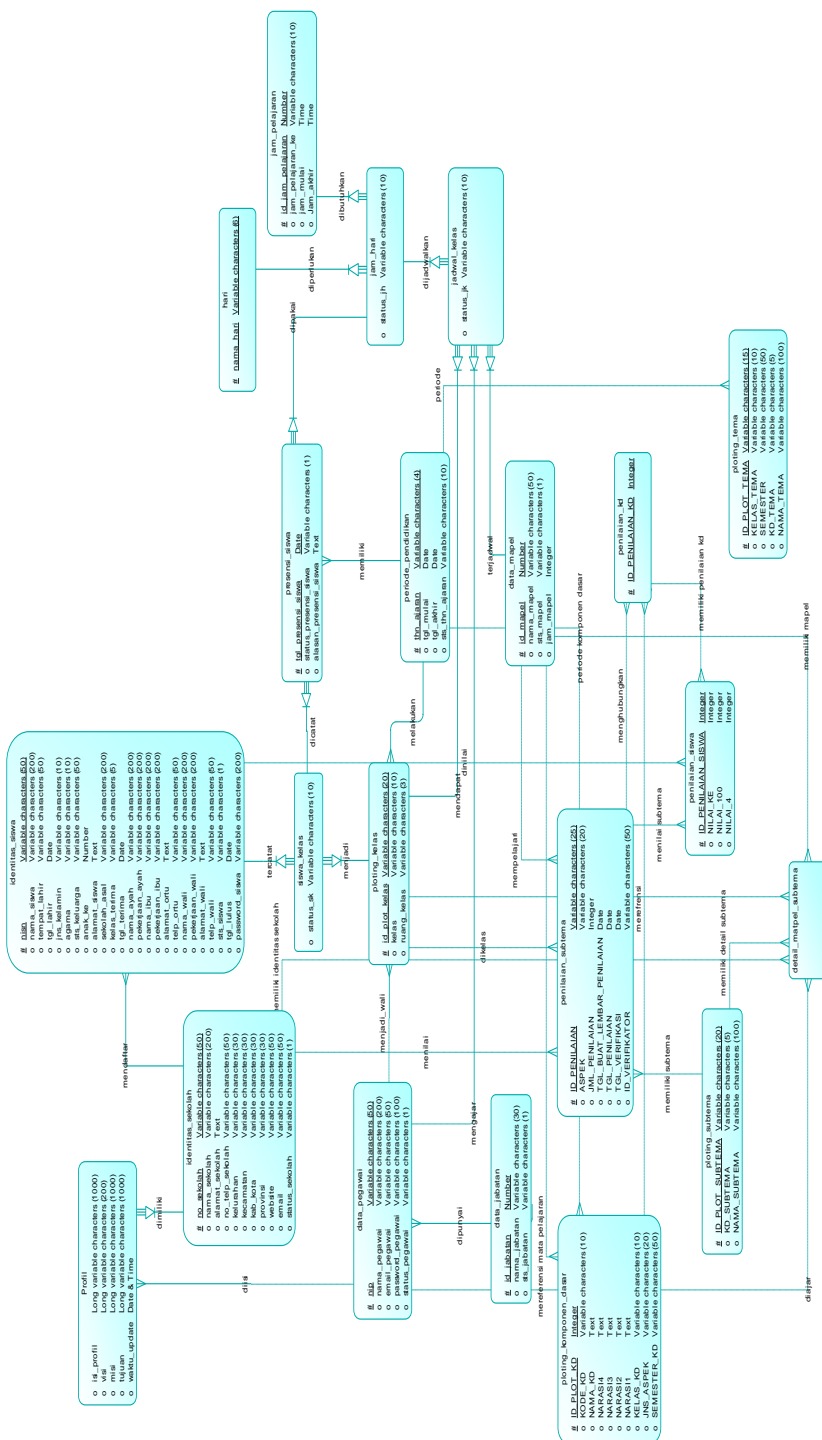 Profil
o isi_profil Long variable characters (1000)
o visi Long variable characters (200)
o misi Long variable characters (1000)
o tujuan Long variable characters (1000)
o waktu_update Date & Time
dimiliki
diisi
identitas_sekolah
# no_sekolah Variable characters (50)
o nama_sekolah Variable characters (200)
o alamat_sekolah Text
o no_telp_sekolah Variable characters (50)
o kelurahan Variable characters (30)
o kecamatan Variable characters (30)
o kab_kota Variable characters (30)
o provinsi Variable characters (30)
o website Variable characters (50)
o email Variable characters (50)
o status_sekolah Variable characters (1)
mendaftar
memiliki identitas sekolah
identitas_siswa
# nisn Variable characters (50)
o nama_siswa Variable characters (200)
o tempat_lahir Variable characters (50)
o tgl_lahir Date
o jns_kelamin Variable characters (10)
o agama Variable characters (10)
o sts_keluarga Variable characters (50)
o anak_ke Number
o alamat_siswa Text
o sekolah_asal Variable characters (200)
o kelas_terima Variable characters (5)
o tgl_terima Date
o nama_ayah Variable characters (200)
o pekerjaan_ayah Variable characters (200)
o nama_ibu Variable characters (200)
o pekerjaan_ibu Variable characters (200)
o alamat_ortu Text
o telp_ortu Variable characters (50)
o nama_wali Variable characters (200)
o pekerjaan_wali Variable characters (200)
o alamat_wali Text
o telp_wali Variable characters (50)
o sts_siswa Variable characters (1)
o tgl_lulus Date
o password_siswa Variable characters (200)
tercatat
siswa_kelas
o status_sk Variable characters (10)
menjadi
dicatat
presensi_siswa
# tgl_presensi_siswa Date
o status_presensi_siswa Variable characters (1)
o alasan_presensi_siswa Text
dipakai
memiliki
hari
# nama_hari Variable characters (6)
diperlukan
jam_pelajaran
# id_jam_pelajaran Number
o jam_pelajaran_ke Variable characters (10)
o jam_mulai Time
o Jam_akhir Time
dibutuhkan
jam_hari
o status_jh Variable characters (10)
dijadwalkan
jadwal_kelas
o status_jk Variable characters (10)
data_pegawai
# nip Variable characters (50)
o nama_pegawai Variable characters (200)
o email_pegawai Variable characters (50)
o password_pegawai Variable characters (100)
o status_pegawai Variable characters (1)
menjadi_wali
menilai
mengajar
dipunyai
ploting_kelas
# id_plot_kelas Variable characters (20)
o kelas Variable characters (10)
o ruang_kelas Variable characters (3)
melakukan
mendapat
dinilai
dikelas
periode_pendidikan
# thn_ajaran Variable characters (4)
o tgl_mulai Date
o tgl_akhir Date
o sts_thn_ajaran Variable characters (10)
periode
terjadwal
data_jabatan
# id_jabatan Number
o nama_jabatan Variable characters (30)
o sts_jabatan Variable characters (1)
data_mapel
# id_mapel Number
o nama_mapel Variable characters (50)
o sts_mapel Variable characters (1)
o jam_mapel Integer
mempelajari
mereferensi mata pelajaran
periode komponen dasar
ploting_komponen_dasar
# ID_PLOT_KD Integer
o KODE_KD Variable characters (10)
o NAMA_KD Text
o NARASI4 Text
o NARASI3 Text
o NARASI2 Text
o NARASI1 Text
o KELAS_KD Variable characters (10)
o JNS_ASPEK Variable characters (20)
o SEMESTER_KD Variable characters (50)
penilaian_subtema
# ID_PENILAIAN Variable characters (25)
o ASPEK Variable characters (20)
o JML_PENILAIAN Integer
o TGL_BUAT_LEMBAR_PENILAIAN Date
o TGL_PENILAIAN Date
o TGL_VERIFIKASI Date
o ID_VERIFIKATOR Variable characters (50)
menghubungkan
merefrensi
menilai subtema
memiliki subtema
penilaian_kd
# ID_PENILAIAN_KD Integer
memiliki penilaian kd
penilaian_siswa
# ID_PENILAIAN_SISWA Integer
o NILAI_KE Integer
o NILAI_100 Integer
o NILAI_4 Integer
ploting_subtema
# ID_PLOT_SUBTEMA Variable characters (20)
o KD_SUBTEMA Variable characters (5)
o NAMA_SUBTEMA Variable characters (100)
memilik detail subtema
ploting_tema
# ID_PLOT_TEMA Variable characters (15)
o KELAS_TEMA Variable characters (10)
o SEMESTER Variable characters (50)
o KD_TEMA Variable characters (5)
o NAMA_TEMA Variable characters (100)
detail_matpel_subtema
diajar
memilik mapel